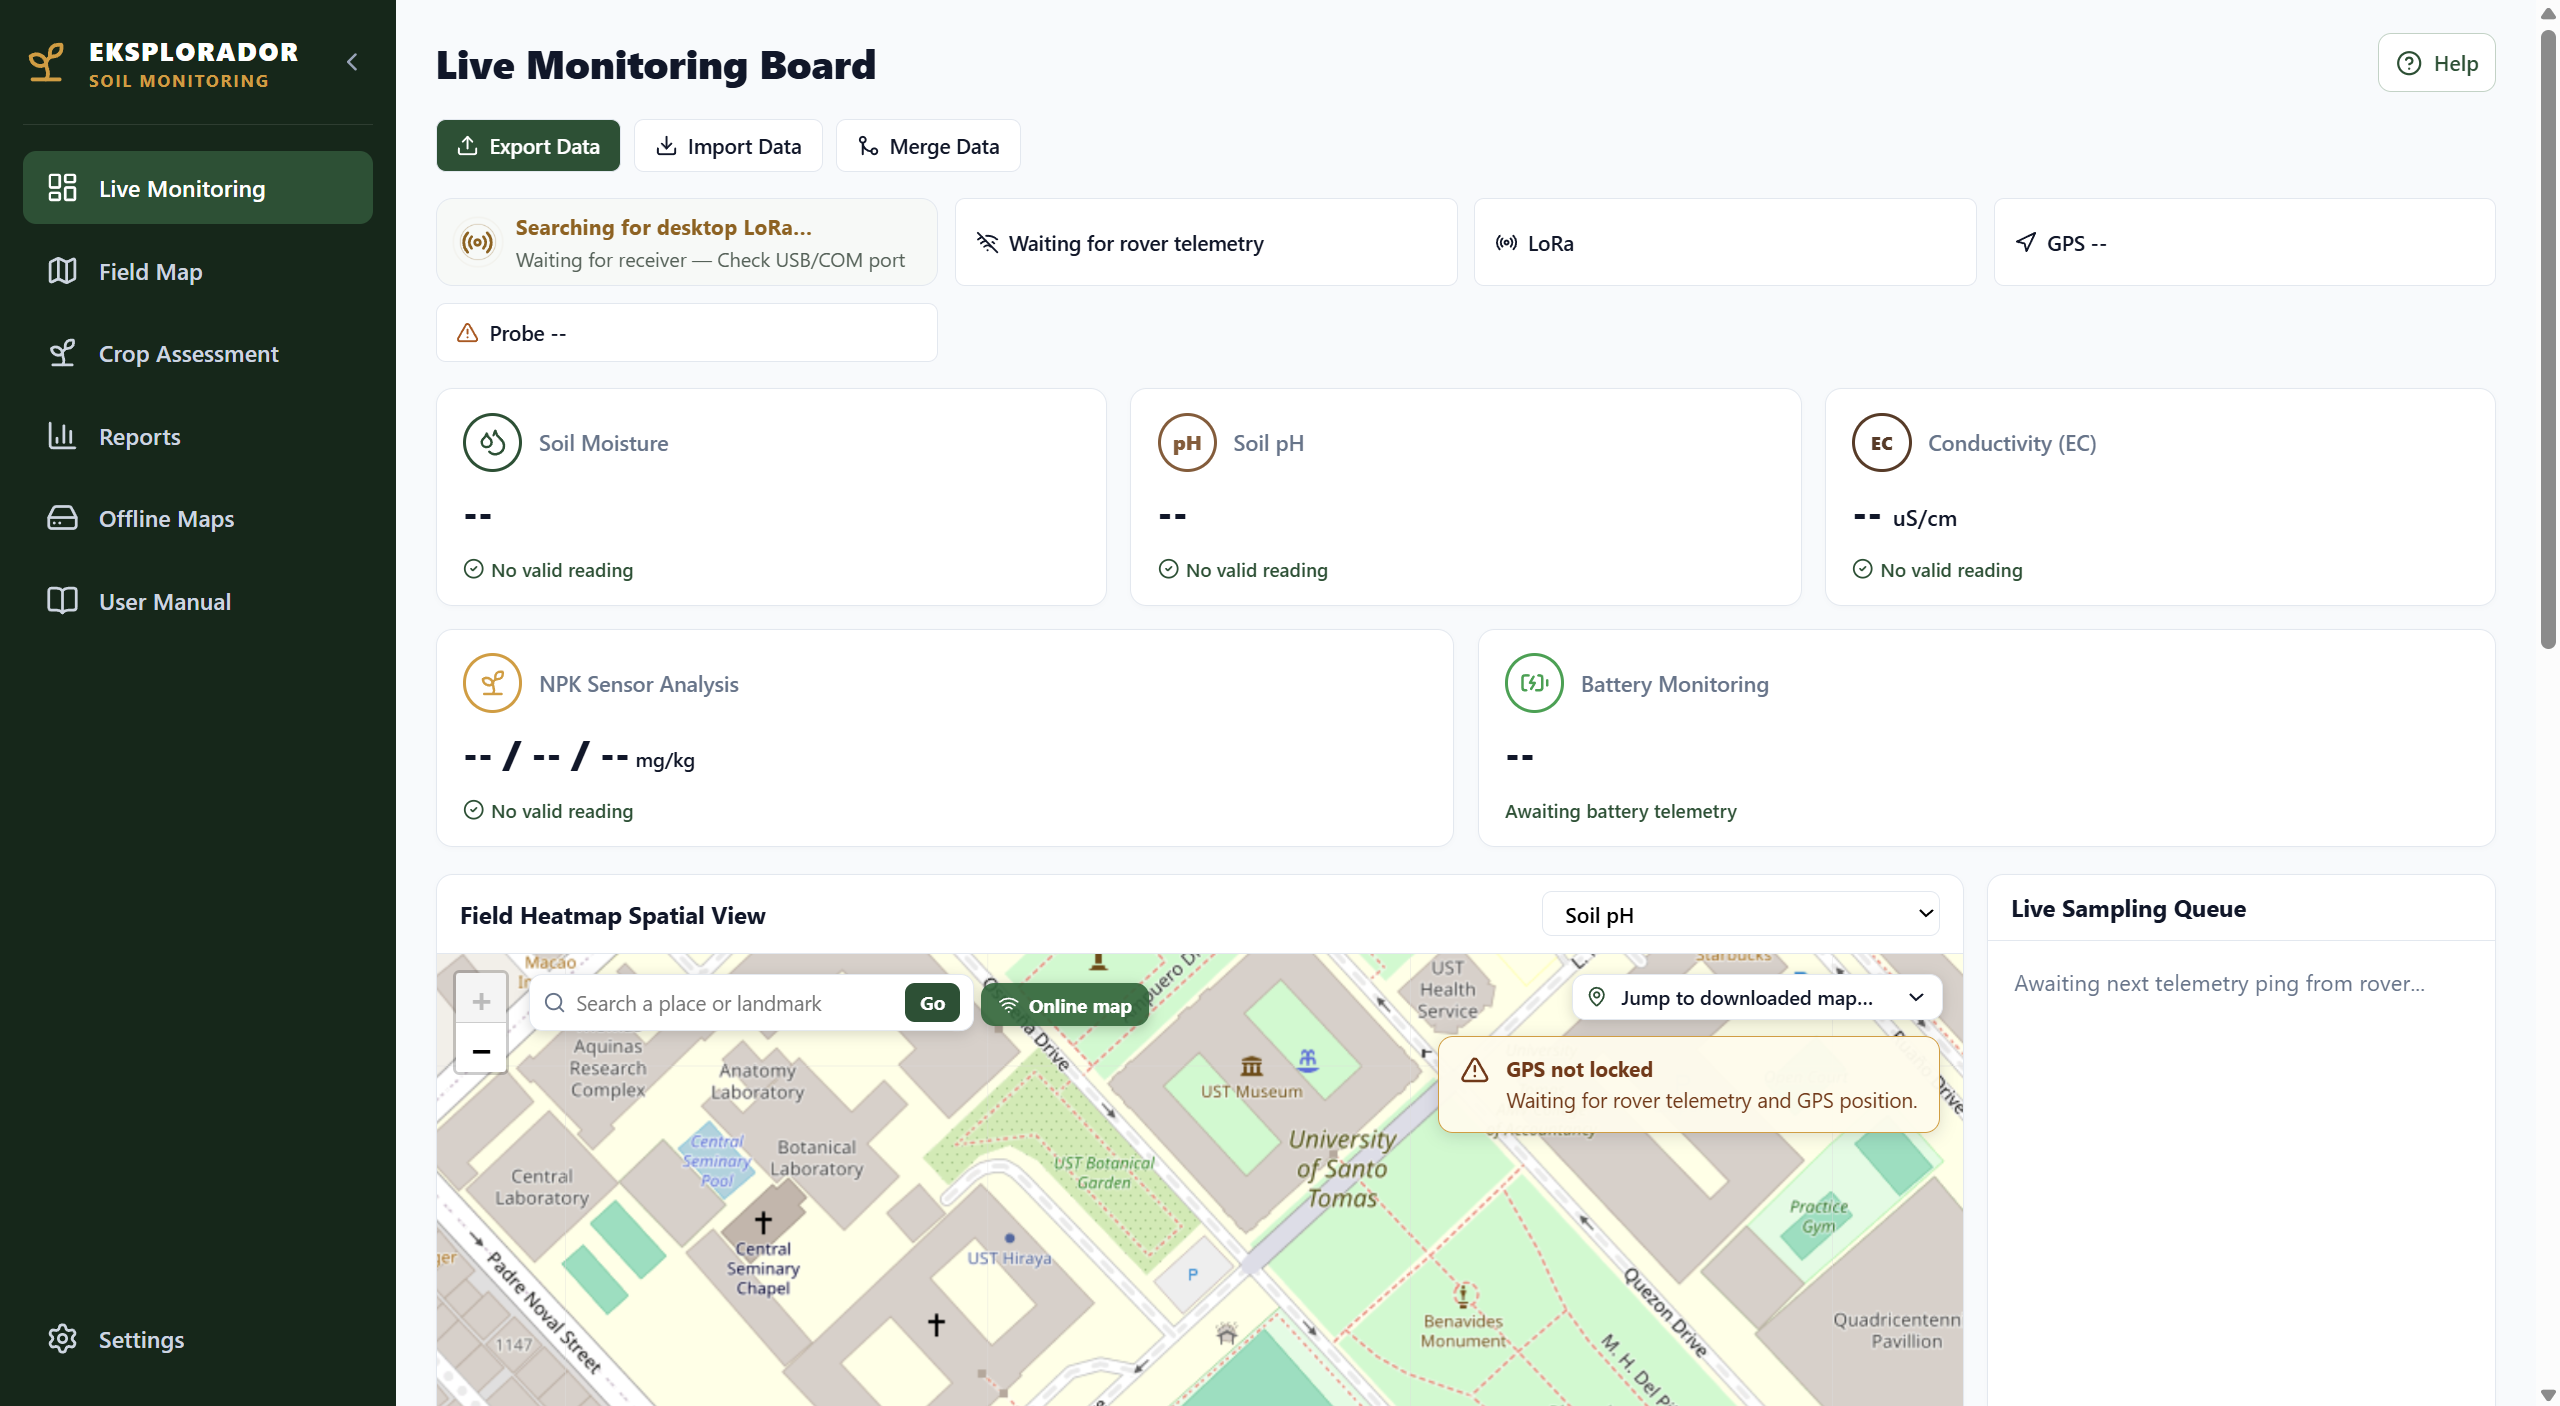 EKSPLORADOR
SOIL MONITORING
Live Monitoring
Field Map
Crop Assessment
Reports
Offline Maps
User Manual
Settings
Live Monitoring Board
Help
Export Data
Import Data
Merge Data
Searching for desktop LoRa...
Waiting for receiver — Check USB/COM port
Waiting for rover telemetry
LoRa
GPS --
Probe --
Soil Moisture
--
No valid reading
pH
Soil pH
--
No valid reading
EC
Conductivity (EC)
-- uS/cm
No valid reading
NPK Sensor Analysis
-- / -- / -- mg/kg
No valid reading
Battery Monitoring
--
Awaiting battery telemetry
Field Heatmap Spatial View
Soil pH
+
−
Search a place or landmark
Go
Online map
Jump to downloaded map...
GPS not locked
Waiting for rover telemetry and GPS position.
Macao
Starbucks
UST
Health
Service
Aquinas
Research
Complex
Anatomy
Laboratory
UST Museum
Central
Seminary
Pool
Botanical
Laboratory
Central
Laboratory
UST Botanical
Garden
University
of Santo
Tomas
Practice
Gym
Central
Seminary
Chapel
UST Hiraya
P
Padre Noval Street
Quezon Drive
Benavides
Monument
Quadricentenn
Pavillion
1147
M. H. Del Pi
Live Sampling Queue
Awaiting next telemetry ping from rover...